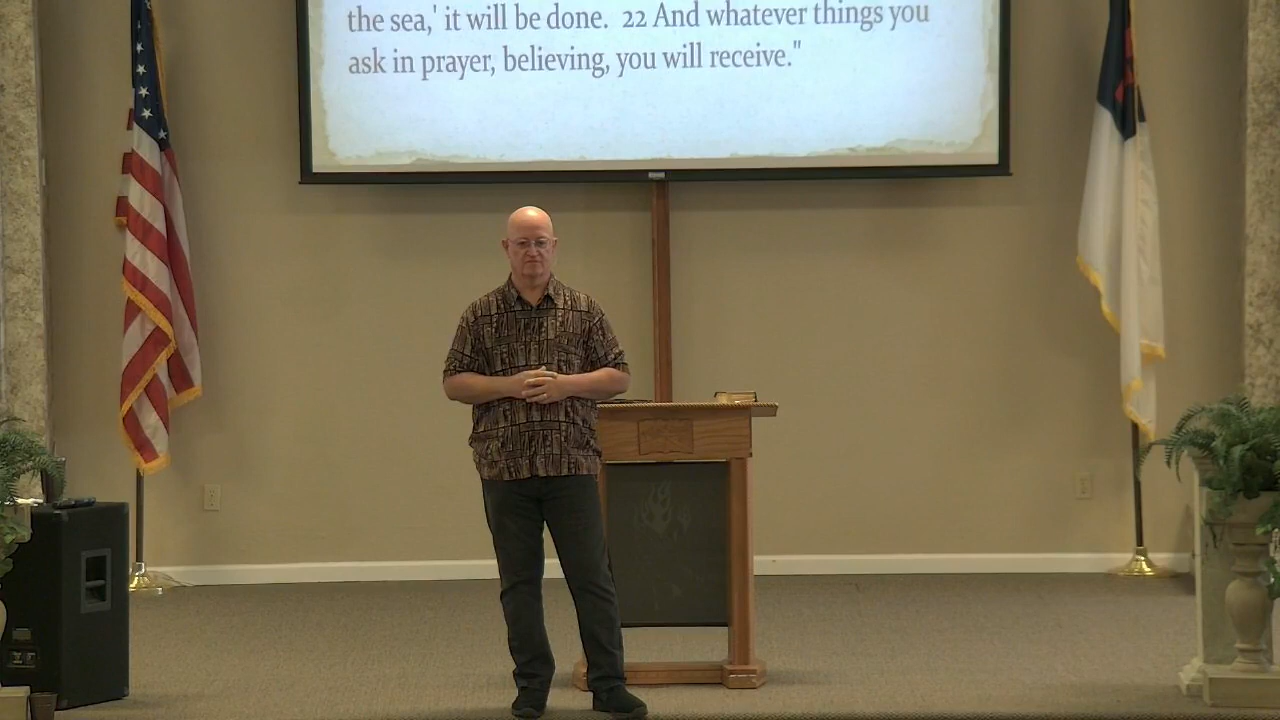 the sea,' it will be done.  22 And whatever things you
ask in prayer, believing, you will receive."